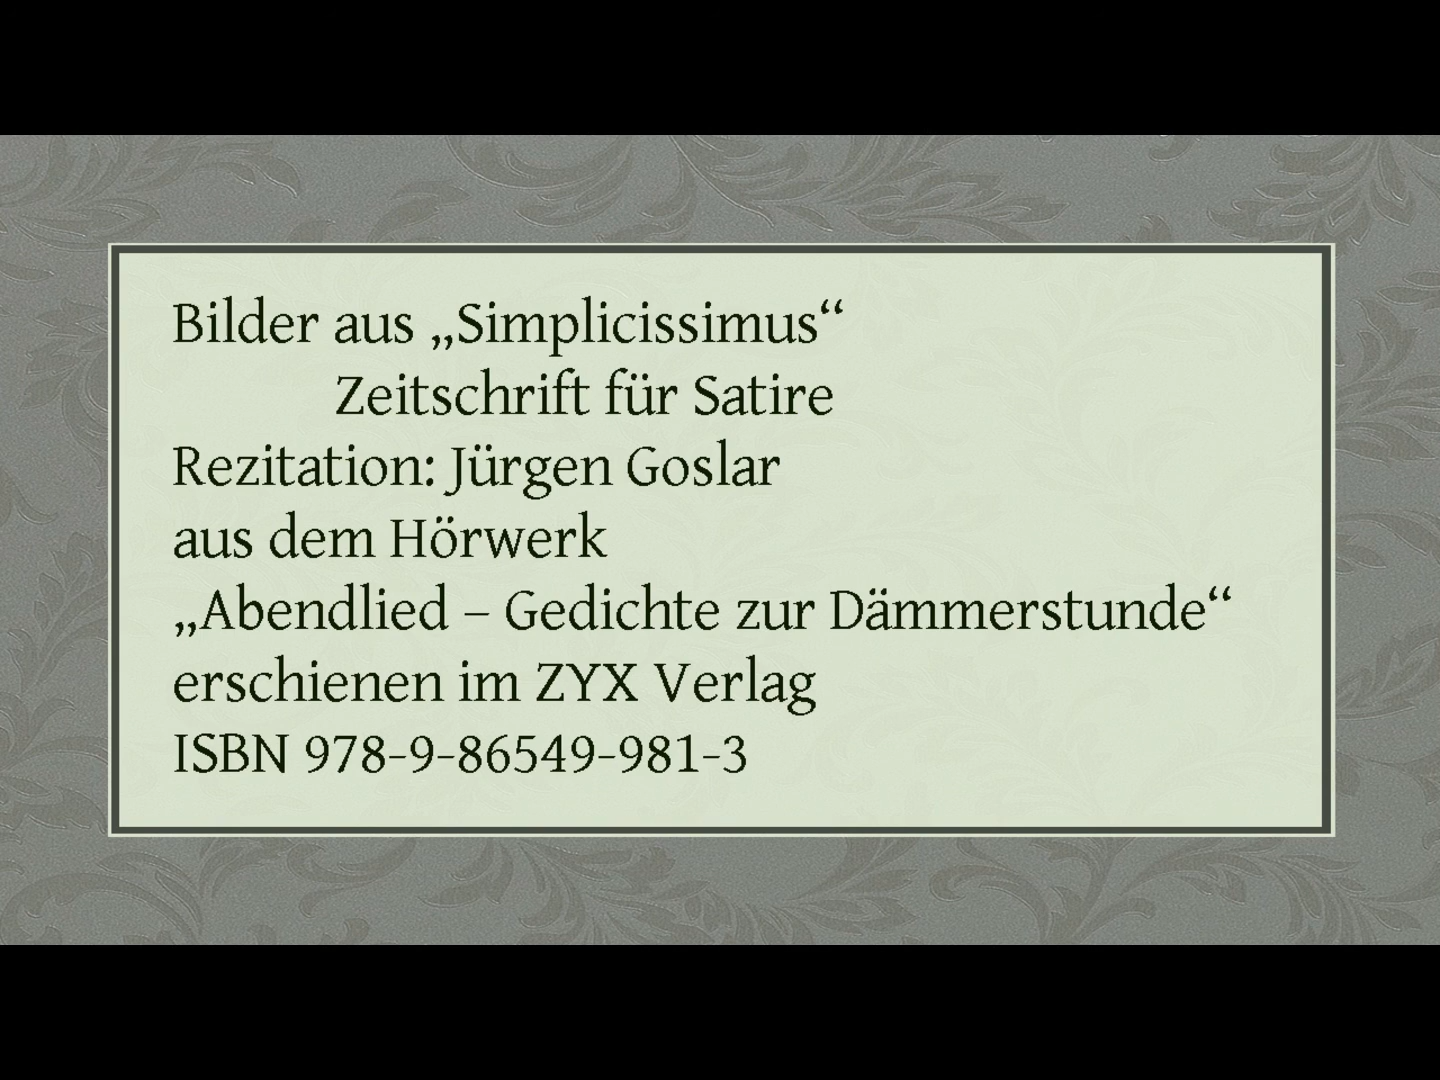 Bilder aus „Simplicissimus“
Zeitschrift für Satire
Rezitation: Jürgen Goslar
aus dem Hörwerk
„Abendlied – Gedichte zur Dämmerstunde“
erschienen im ZYX Verlag
ISBN 978-9-86549-981-3